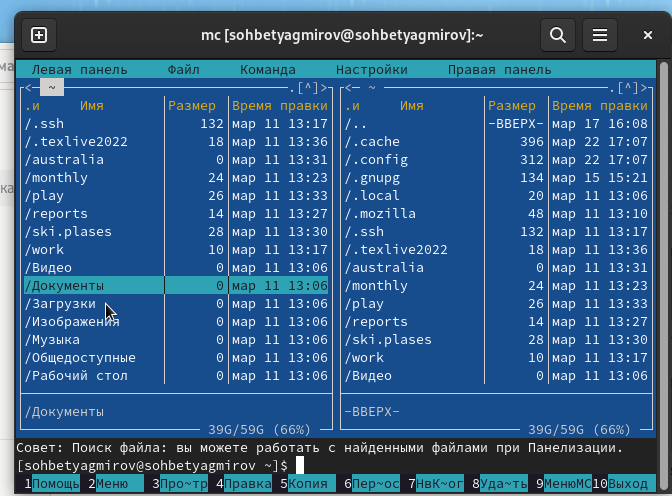 mc [sohbetyagmirov@sohbetyagmirov]:~
Левая панель Файл Команда Настройки Правая панель
<─ ~ .[^]> <─ ~ .[^]>
.и Имя Размер Время правки .и Имя Размер Время правки
/.ssh 132 мар 11 13:17 /.. -ВВЕРХ- мар 17 16:08
/.texlive2022 18 мар 11 13:36 /.cache 396 мар 22 17:07
/australia 0 мар 11 13:31 /.config 312 мар 22 17:07
/monthly 24 мар 11 13:23 /.gnupg 134 мар 15 15:21
/play 26 мар 11 13:33 /.local 20 мар 11 13:06
/reports 14 мар 11 13:27 /.mozilla 48 мар 11 13:10
/ski.plases 28 мар 11 13:30 /.ssh 132 мар 11 13:17
/work 10 мар 11 13:17 /.texlive2022 18 мар 11 13:36
/Видео 0 мар 11 13:06 /australia 0 мар 11 13:31
/Документы 0 мар 11 13:06 /monthly 24 мар 11 13:23
/Загрузки 0 мар 11 13:06 /play 26 мар 11 13:33
/Изображения 0 мар 11 13:06 /reports 14 мар 11 13:27
/Музыка 0 мар 11 13:06 /ski.plases 28 мар 11 13:30
/Общедоступные 0 мар 11 13:06 /work 10 мар 11 13:17
/Рабочий стол 0 мар 11 13:06 /Видео 0 мар 11 13:06
/Документы -ВВЕРХ-
39G/59G (66%) 39G/59G (66%)
Совет: Поиск файла: вы можете работать с найденными файлами при Панелизации.
[sohbetyagmirov@sohbetyagmirov ~]$
1Помощь 2Меню 3Про~тр 4Правка 5Копия 6Пер~ос 7НвК~ог 8Уда~ть 9МенюMC 10Выход